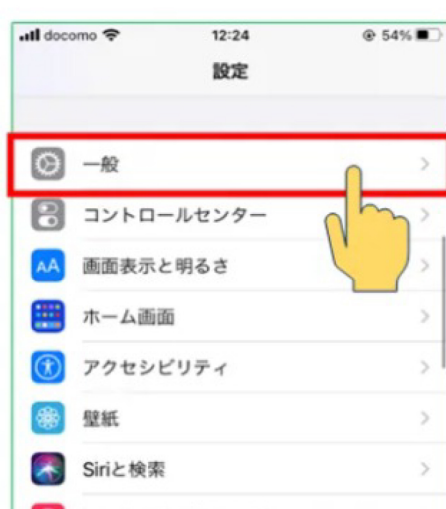 docomo 12:24 54%
設定
一般
コントロールセンター
AA 画面表示と明るさ
ホーム画面
アクセシビリティ
壁紙
Siriと検索